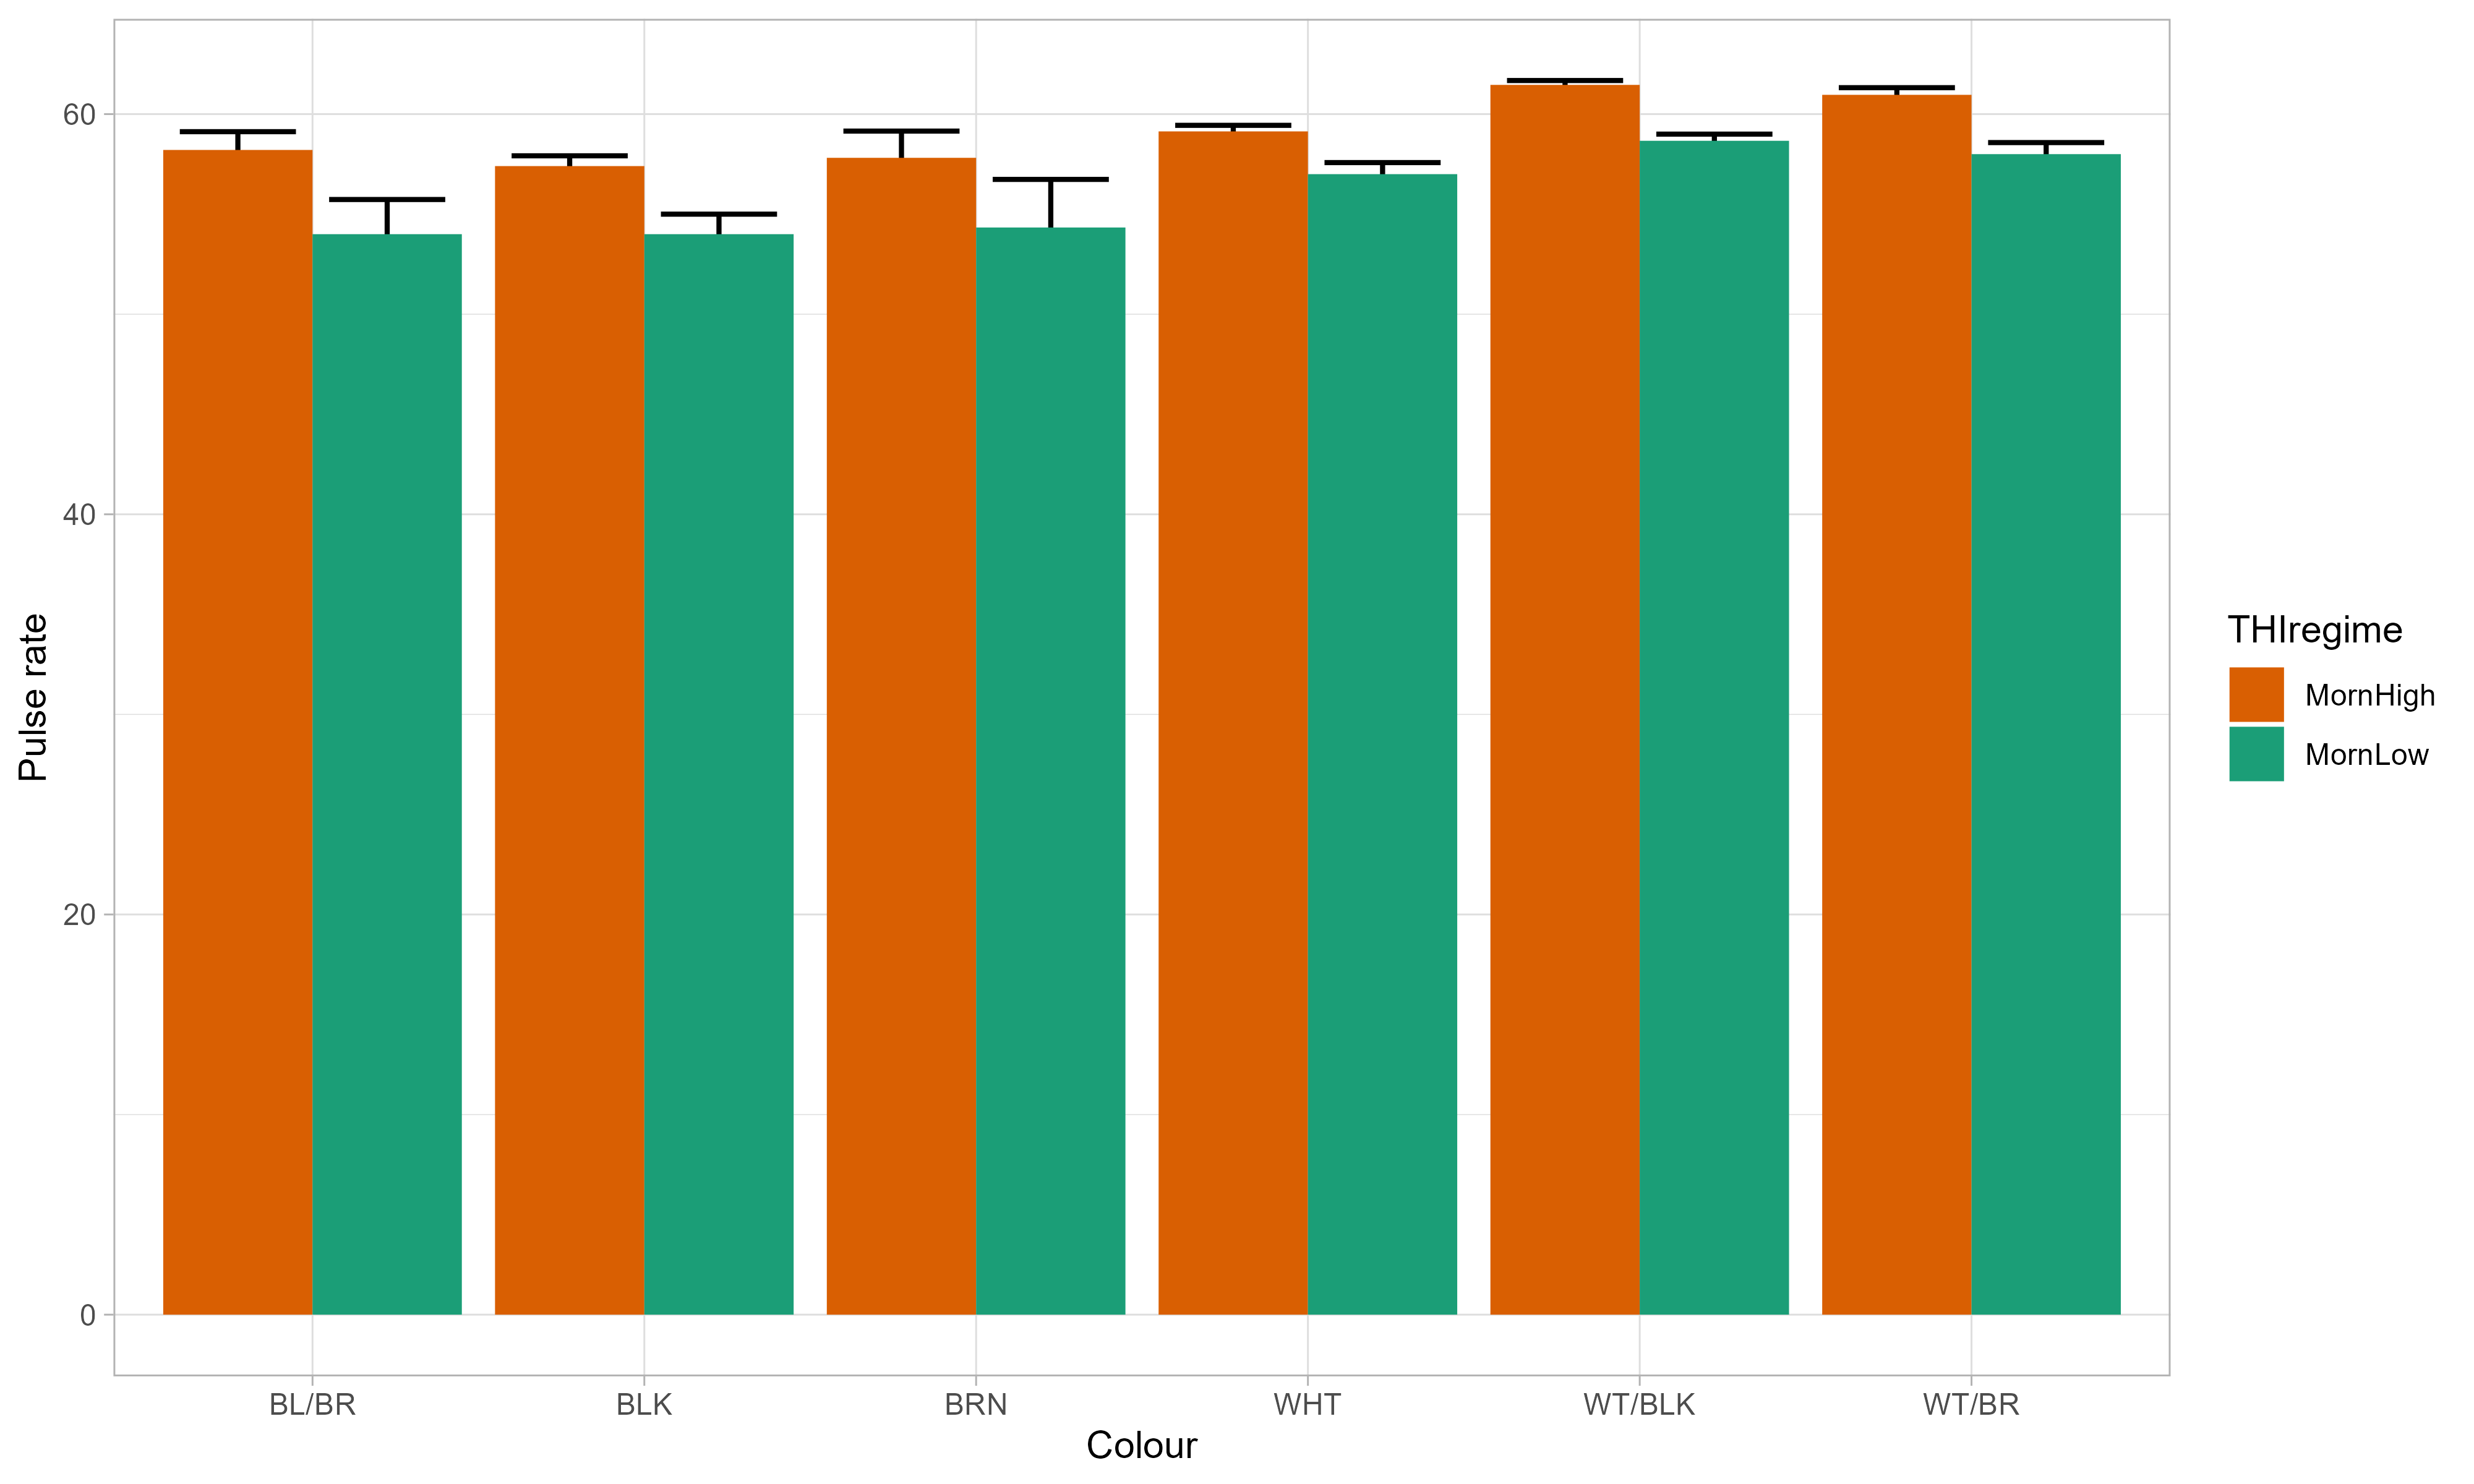 60
40
20
0
Pulse rate
BL/BR BLK BRN WHT WT/BLK WT/BR
Colour
THIregime
MornHigh
MornLow